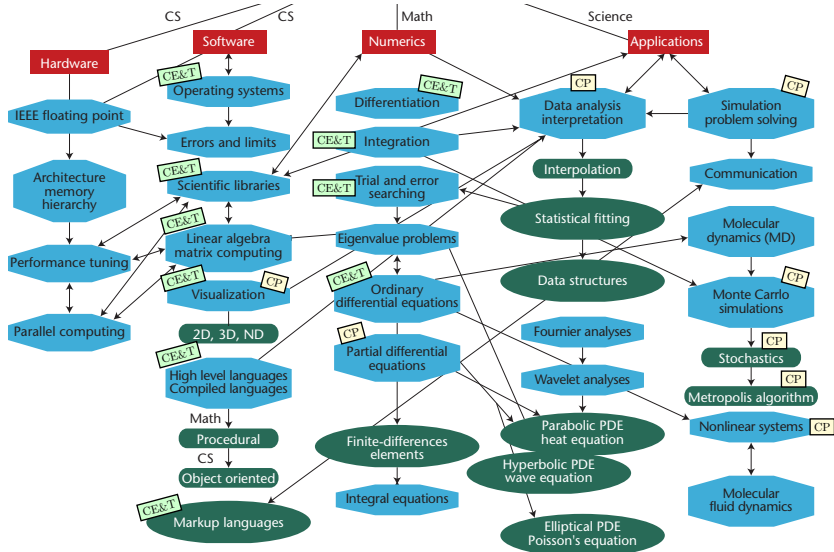 CS
CS
Math
Science
Hardware
Software
Numerics
Applications
CE&T
IEEE floating point
Operating systems
Errors and limits
Architecture
memory
hierarchy
CE&T
Scientific libraries
CE&T
Performance tuning
Linear algebra
matrix computing
CE&T
Visualization
CP
Parallel computing
2D, 3D, ND
CE&T
High level languages
Compiled languages
Math
Procedural
CS
Object oriented
CE&T
Markup languages
CE&T
Differentiation
CE&T
Integration
CE&T
Trial and error
searching
Eigenvalue problems
CE&T
Ordinary
differential equations
CP
Partial differential
equations
Finite-differences
elements
Integral equations
CP
Data analysis
interpretation
Interpolation
Statistical fitting
Data structures
Fournier analyses
Wavelet analyses
Parabolic PDE
heat equation
Hyperbolic PDE
wave equation
Elliptical PDE
Poisson's equation
CP
Simulation
problem solving
Communication
Molecular
dynamics (MD)
CP
Monte Carrlo
simulations
CP
Stochastics
CP
Metropolis algorithm
Nonlinear systems
CP
Molecular
fluid dynamics